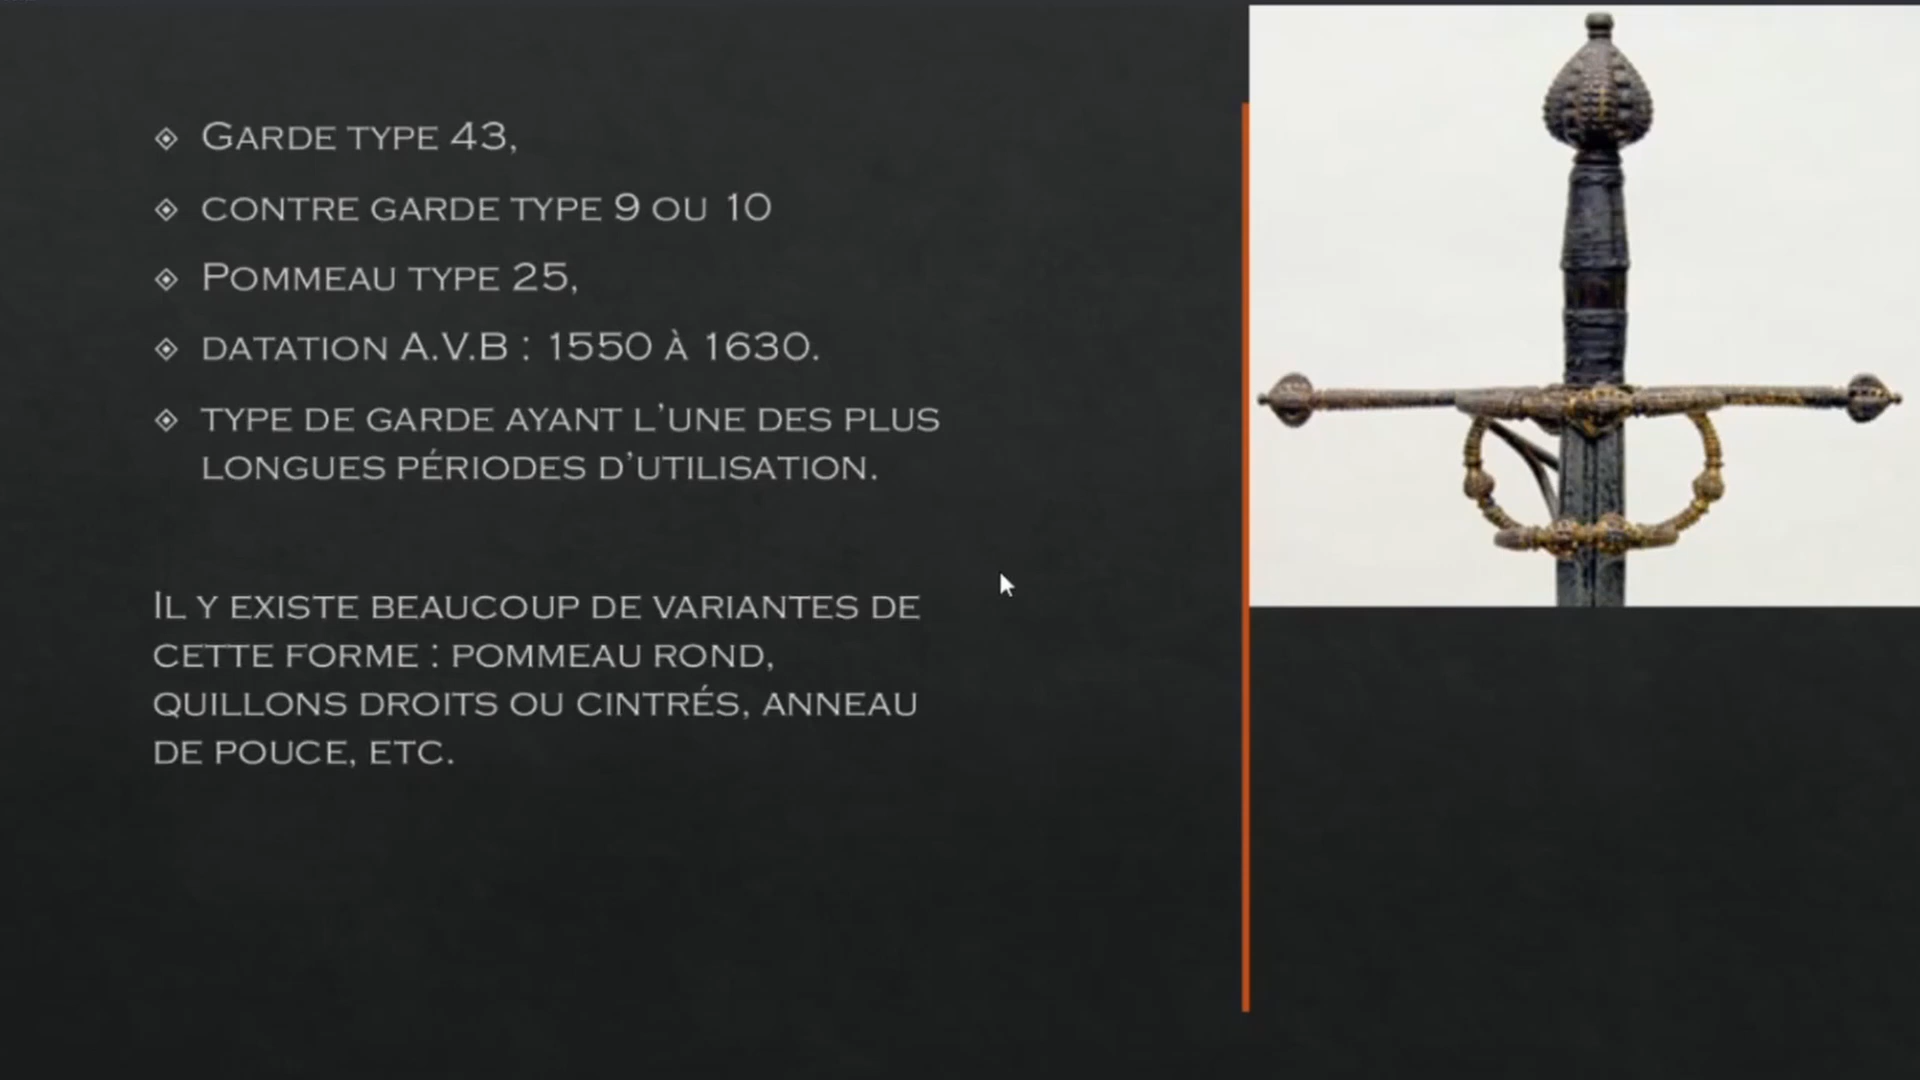 Garde type 43,
contre garde type 9 ou 10
Pommeau type 25,
datation A.V.B : 1550 à 1630.
type de garde ayant l'une des plus
longues périodes d'utilisation.
Il y existe beaucoup de variantes de
cette forme : pommeau rond,
quillons droits ou cintrés, anneau
de pouce, etc.